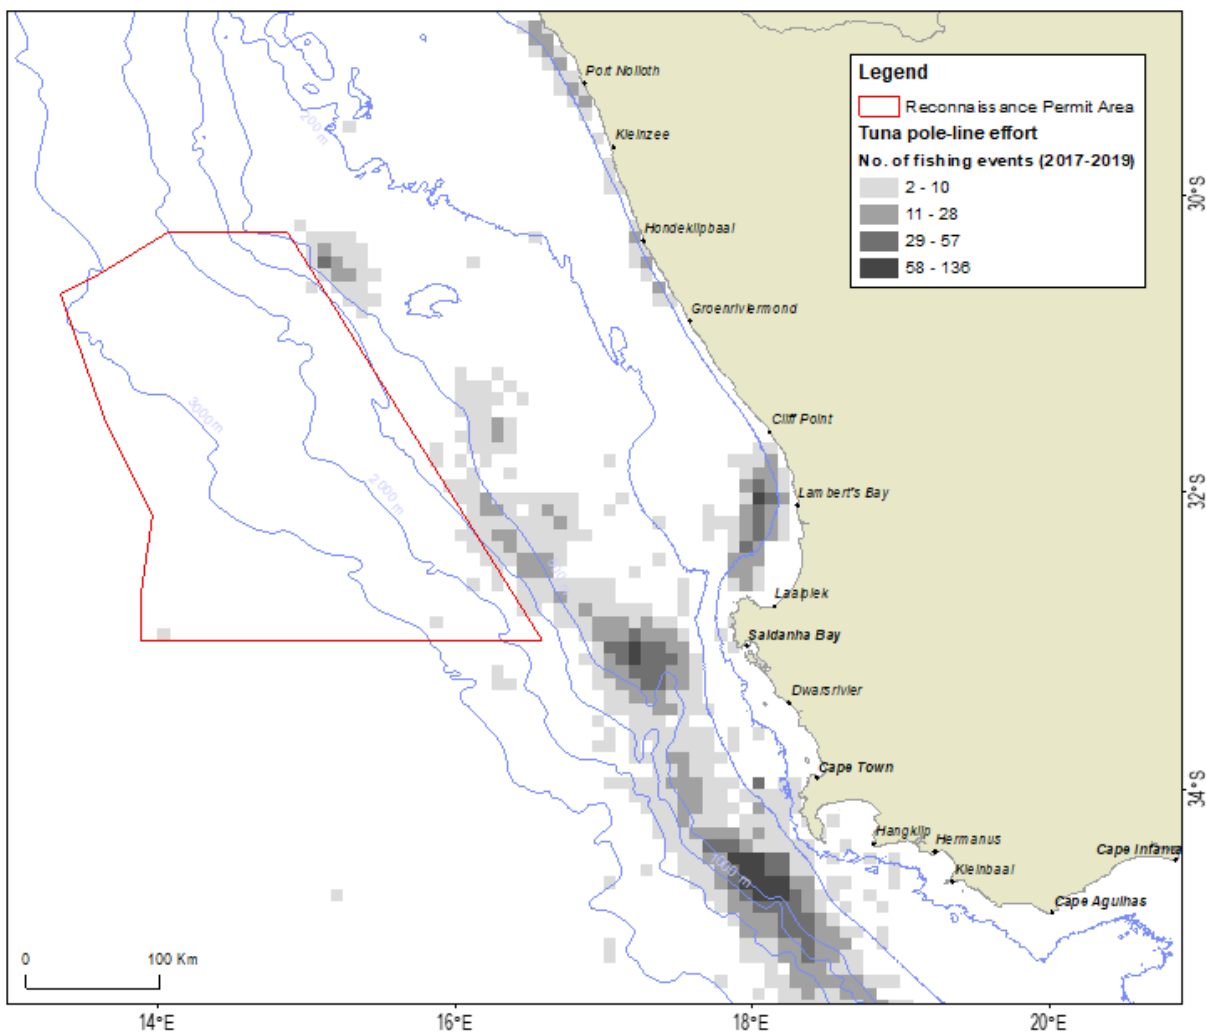 Legend
Reconnaissance Permit Area
Tuna pole-line effort
No. of fishing events (2017-2019)
2 - 10
11 - 28
29 - 57
58 - 136
Port Nolloth
Kleinzee
200 m
30°S
Hondeklipbaai
Groenriviermond
3000 m
Cliff Point
2 000 m
Lambert's Bay
32°S
Laaiplek
Saldanha Bay
Dwarsrivier
Cape Town
34°S
Hangklip
Hermanus
Cape Infanta
Kleinbaai
1000 m
Cape Agulhas
0 100 Km
14°E 16°E 18°E 20°E